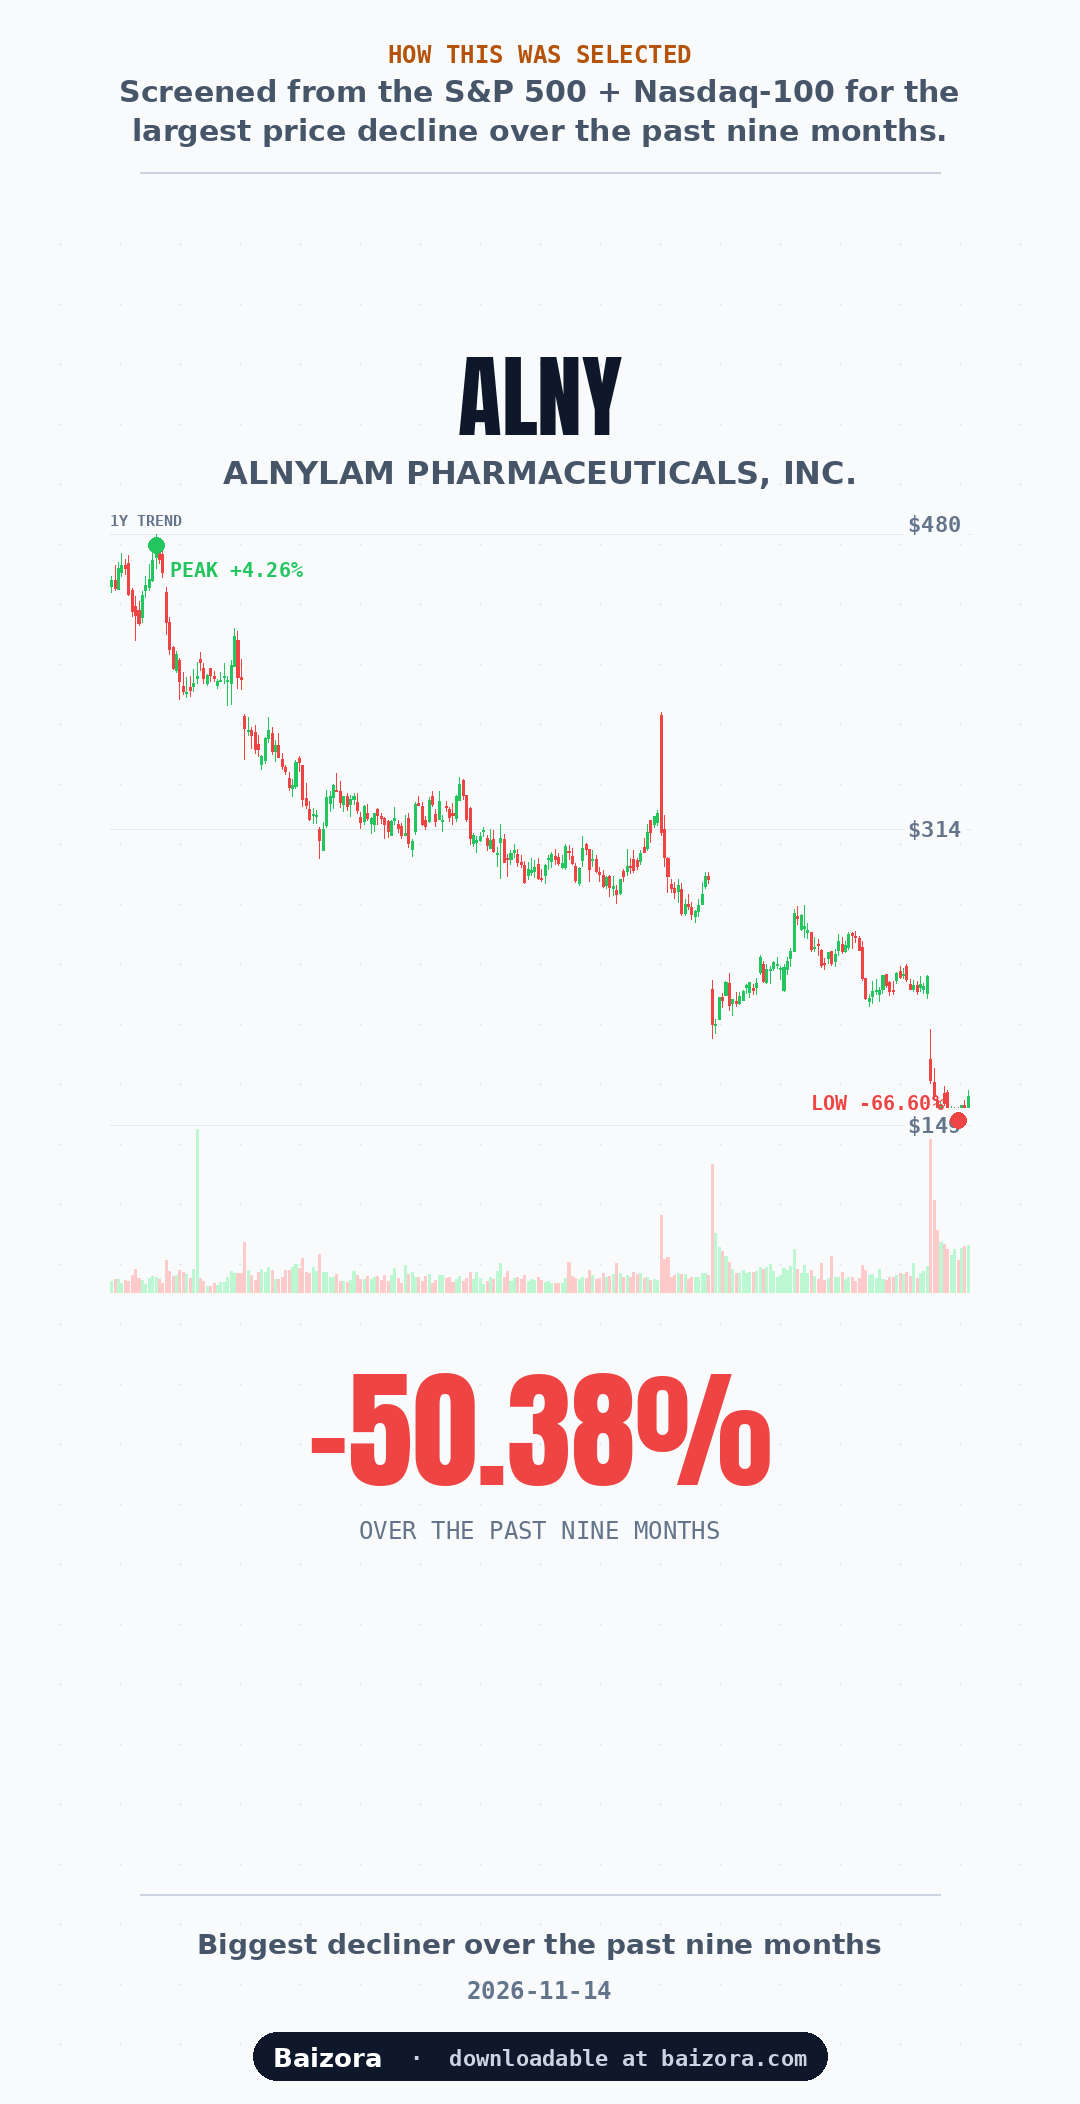 HOW THIS WAS SELECTED
Screened from the S&P 500 + Nasdaq-100 for the
largest price decline over the past nine months.
ALNY
ALNYLAM PHARMACEUTICALS, INC.
1Y TREND
$480
PEAK +4.26%
$314
LOW -66.60%
$149
-50.38%
OVER THE PAST NINE MONTHS
Biggest decliner over the past nine months
2026-11-14
Baizora · downloadable at baizora.com